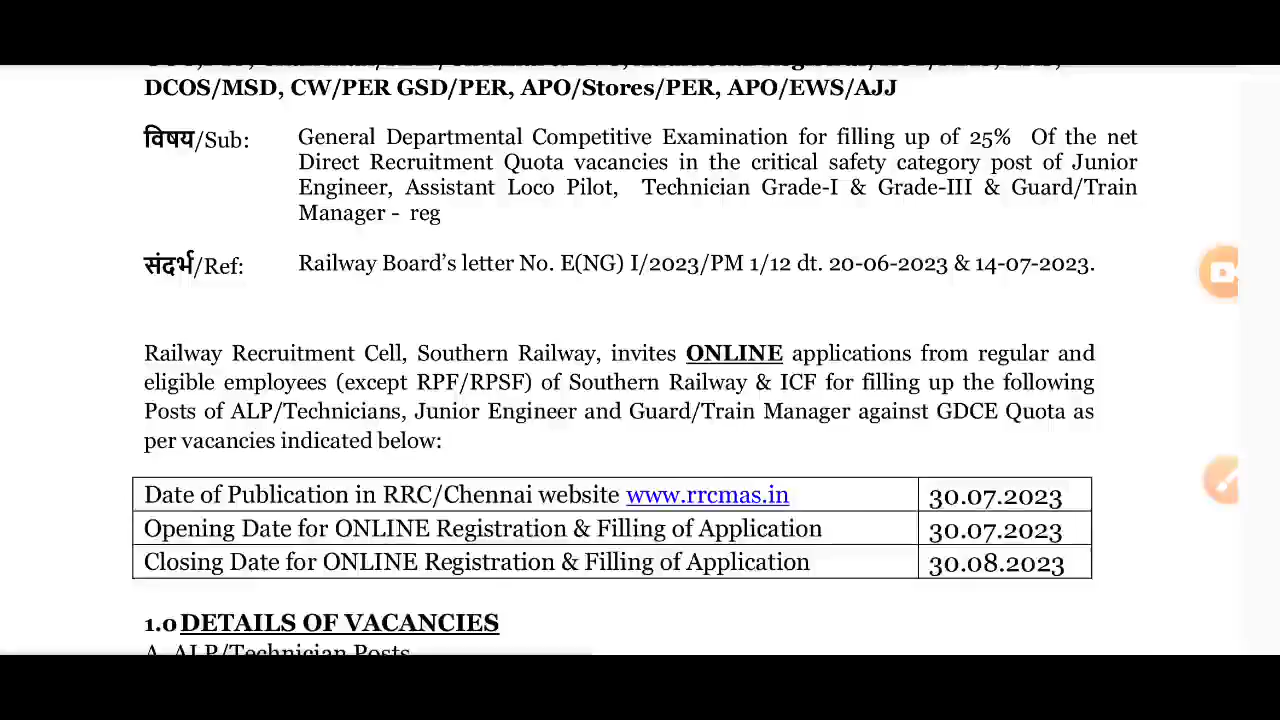 DCOS/MSD, CW/PER GSD/PER, APO/Stores/PER, APO/EWS/AJJ
विषय/Sub: General Departmental Competitive Examination for filling up of 25% Of the net
Direct Recruitment Quota vacancies in the critical safety category post of Junior
Engineer, Assistant Loco Pilot, Technician Grade-I & Grade-III & Guard/Train
Manager - reg
संदर्भ/Ref: Railway Board's letter No. E(NG) I/2023/PM 1/12 dt. 20-06-2023 & 14-07-2023.
Railway Recruitment Cell, Southern Railway, invites ONLINE applications from regular and
eligible employees (except RPF/RPSF) of Southern Railway & ICF for filling up the following
Posts of ALP/Technicians, Junior Engineer and Guard/Train Manager against GDCE Quota as
per vacancies indicated below:
Date of Publication in RRC/Chennai website www.rrcmas.in 30.07.2023
Opening Date for ONLINE Registration & Filling of Application 30.07.2023
Closing Date for ONLINE Registration & Filling of Application 30.08.2023
1.0 DETAILS OF VACANCIES
A. ALP/Technician Posts